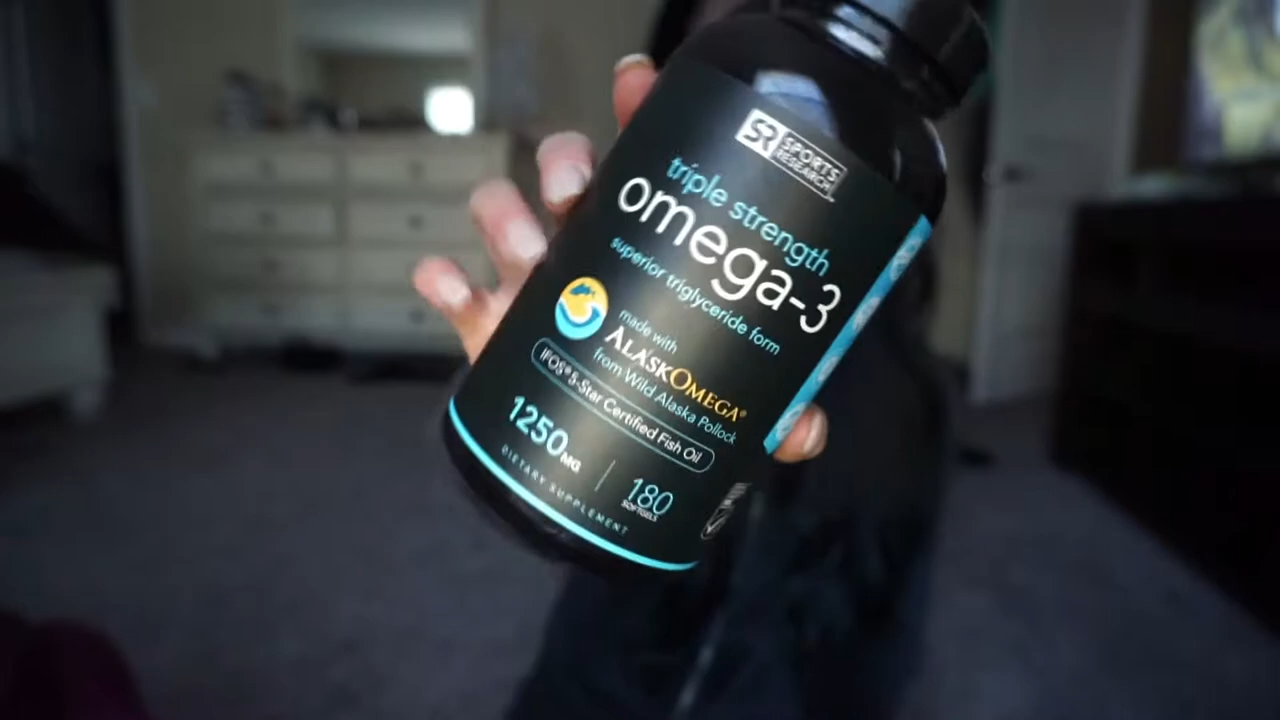 SR SPORTS
RESEARCH
triple strength
omega-3
superior triglyceride form
made with
ALASKOMEGA®
from Wild Alaska Pollock
IFOS® 5-Star Certified Fish Oil
1250MG
180
SOFTGELS
DIETARY SUPPLEMENT